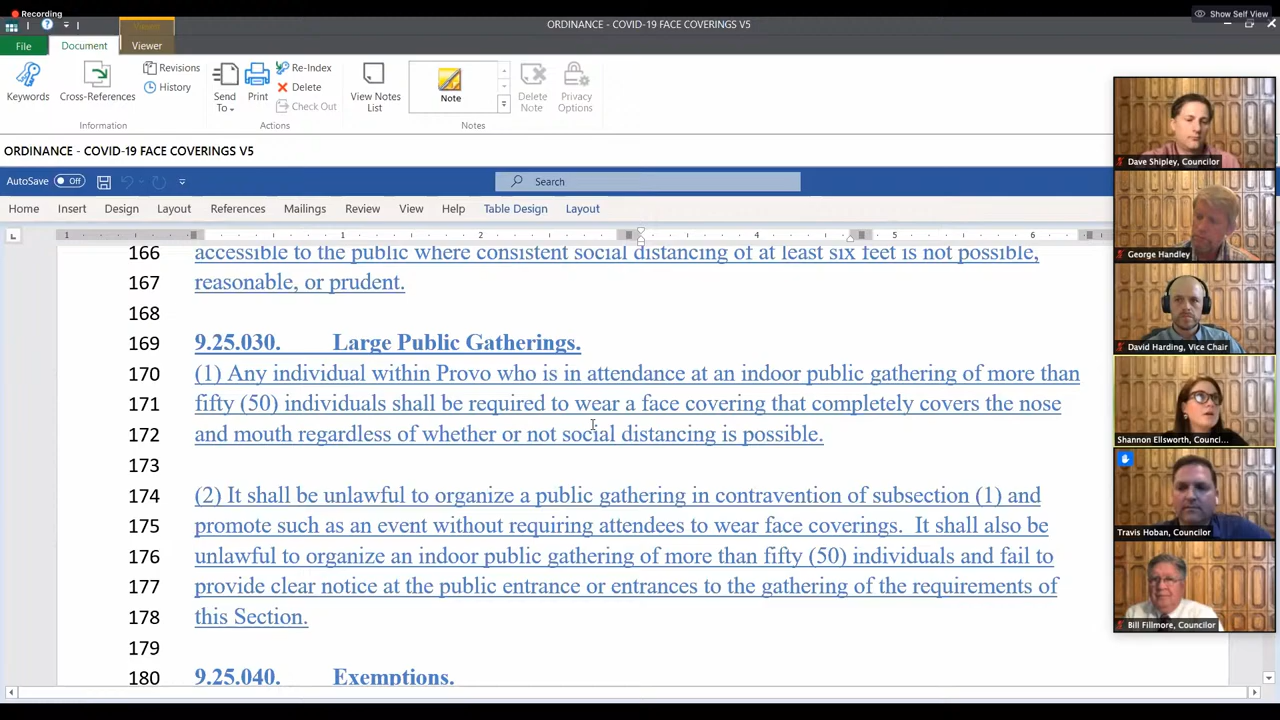 Recording
Show Self View
Viewer
ORDINANCE - COVID-19 FACE COVERINGS V5
File
Document
Viewer
Keywords
Cross-References
Revisions
History
Information
Send To
Print
Re-Index
Delete
Check Out
Actions
View Notes List
Note
Delete Note
Privacy Options
Notes
ORDINANCE - COVID-19 FACE COVERINGS V5
AutoSave Off
Search
Home Insert Design Layout References Mailings Review View Help Table Design Layout
1 1 2 4 5 6
166 accessible to the public where consistent social distancing of at least six feet is not possible,
167 reasonable, or prudent.
168
169 9.25.030. Large Public Gatherings.
170 (1) Any individual within Provo who is in attendance at an indoor public gathering of more than
171 fifty (50) individuals shall be required to wear a face covering that completely covers the nose
172 and mouth regardless of whether or not social distancing is possible.
173
174 (2) It shall be unlawful to organize a public gathering in contravention of subsection (1) and
175 promote such as an event without requiring attendees to wear face coverings. It shall also be
176 unlawful to organize an indoor public gathering of more than fifty (50) individuals and fail to
177 provide clear notice at the public entrance or entrances to the gathering of the requirements of
178 this Section.
179
180 9.25.040. Exemptions.
Dave Shipley, Councilor
George Handley
David Harding, Vice Chair
Shannon Ellsworth, Counci...
Travis Hoban, Councilor
Bill Fillmore, Councilor